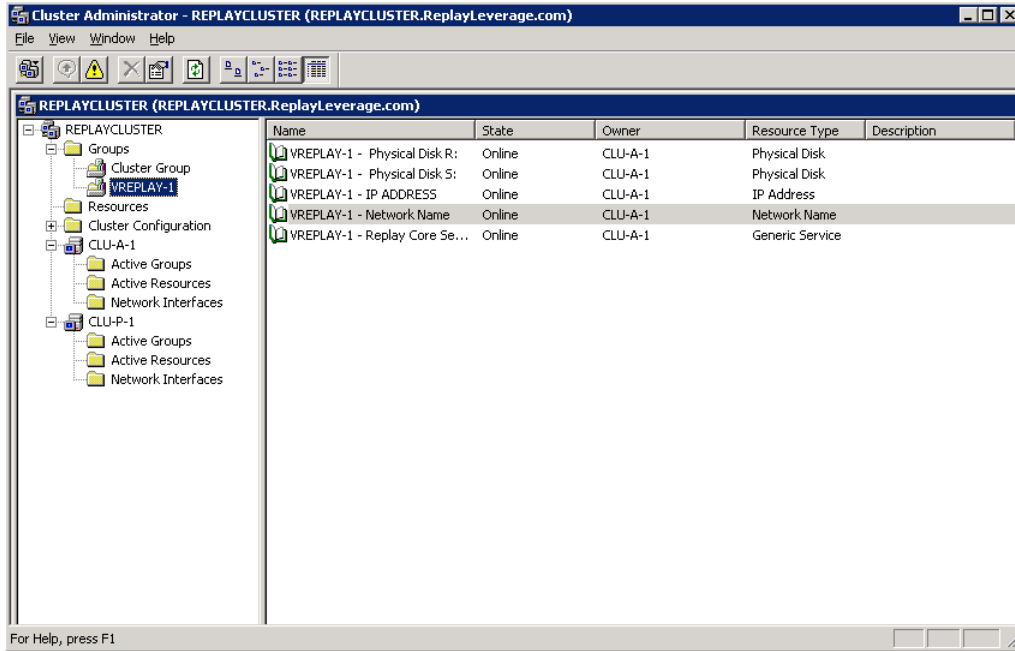 Cluster Administrator - REPLAYCLUSTER (REPLAYCLUSTER.ReplayLeverage.com)
File View Window Help
REPLAYCLUSTER (REPLAYCLUSTER.ReplayLeverage.com)
REPLAYCLUSTER
Groups
Cluster Group
VREPLAY-1
Resources
Cluster Configuration
CLU-A-1
Active Groups
Active Resources
Network Interfaces
CLU-P-1
Active Groups
Active Resources
Network Interfaces
Name State Owner Resource Type Description
VREPLAY-1 - Physical Disk R: Online CLU-A-1 Physical Disk
VREPLAY-1 - Physical Disk S: Online CLU-A-1 Physical Disk
VREPLAY-1 - IP ADDRESS Online CLU-A-1 IP Address
VREPLAY-1 - Network Name Online CLU-A-1 Network Name
VREPLAY-1 - Replay Core Se... Online CLU-A-1 Generic Service
For Help, press F1